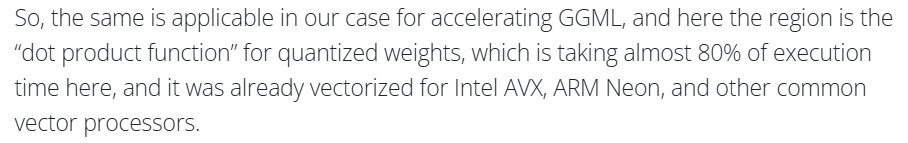 So, the same is applicable in our case for accelerating GGML, and here the region is the
“dot product function” for quantized weights, which is taking almost 80% of execution
time here, and it was already vectorized for Intel AVX, ARM Neon, and other common
vector processors.